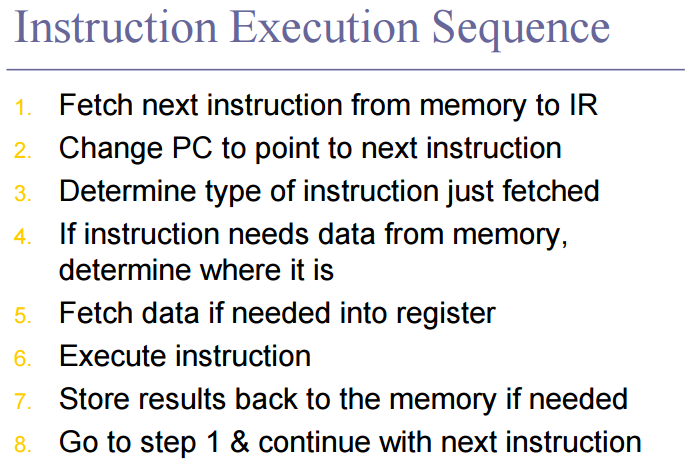 Instruction Execution Sequence
1. Fetch next instruction from memory to IR
2. Change PC to point to next instruction
3. Determine type of instruction just fetched
4. If instruction needs data from memory,
determine where it is
5. Fetch data if needed into register
6. Execute instruction
7. Store results back to the memory if needed
8. Go to step 1 & continue with next instruction